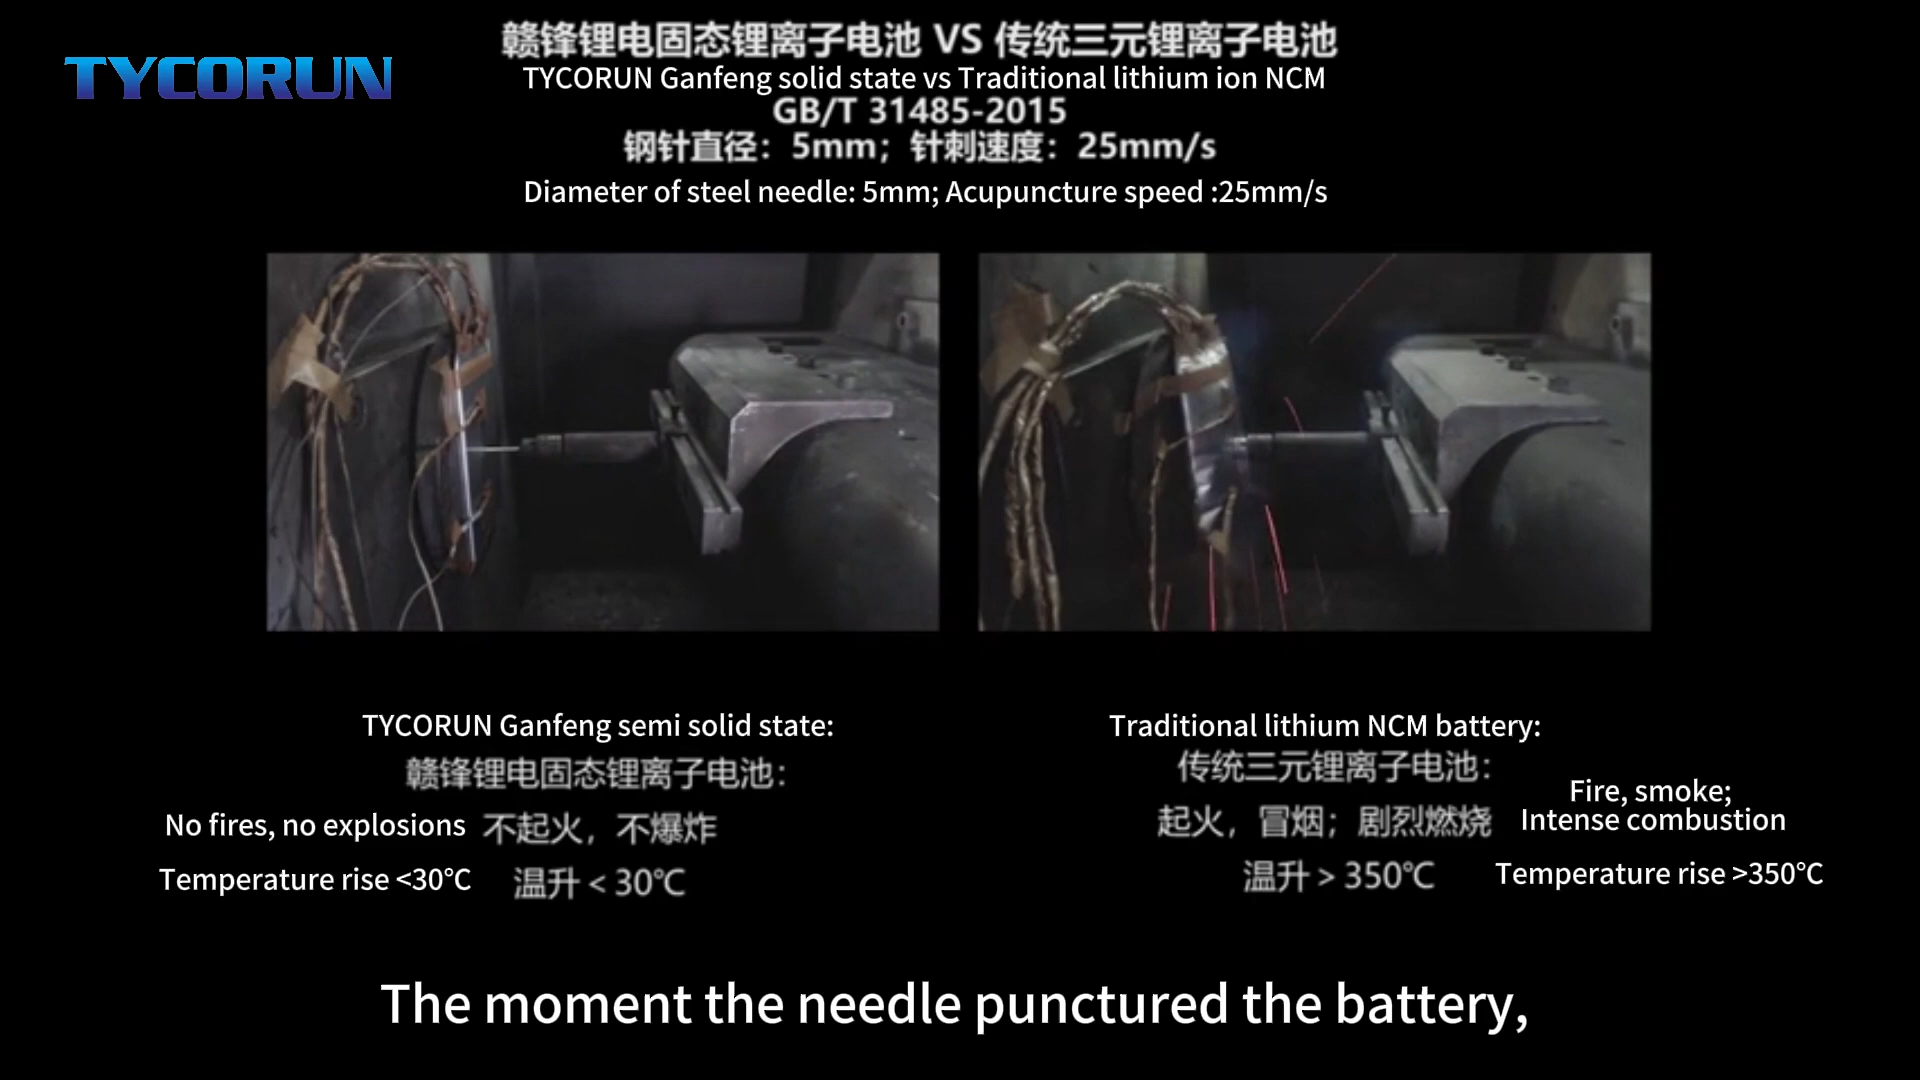 TYCORUN
赣锋锂电固态锂离子电池 VS 传统三元锂离子电池
TYCORUN Ganfeng solid state vs Traditional lithium ion NCM
GB/T 31485-2015
钢针直径：5mm；针刺速度：25mm/s
Diameter of steel needle: 5mm; Acupuncture speed :25mm/s
TYCORUN Ganfeng semi solid state:
赣锋锂电固态锂离子电池：
No fires, no explosions 不起火，不爆炸
Temperature rise <30°C 温升 < 30℃
Traditional lithium NCM battery:
传统三元锂离子电池：
起火，冒烟；剧烈燃烧
Fire, smoke;
Intense combustion
温升 > 350℃ Temperature rise >350°C
The moment the needle punctured the battery,